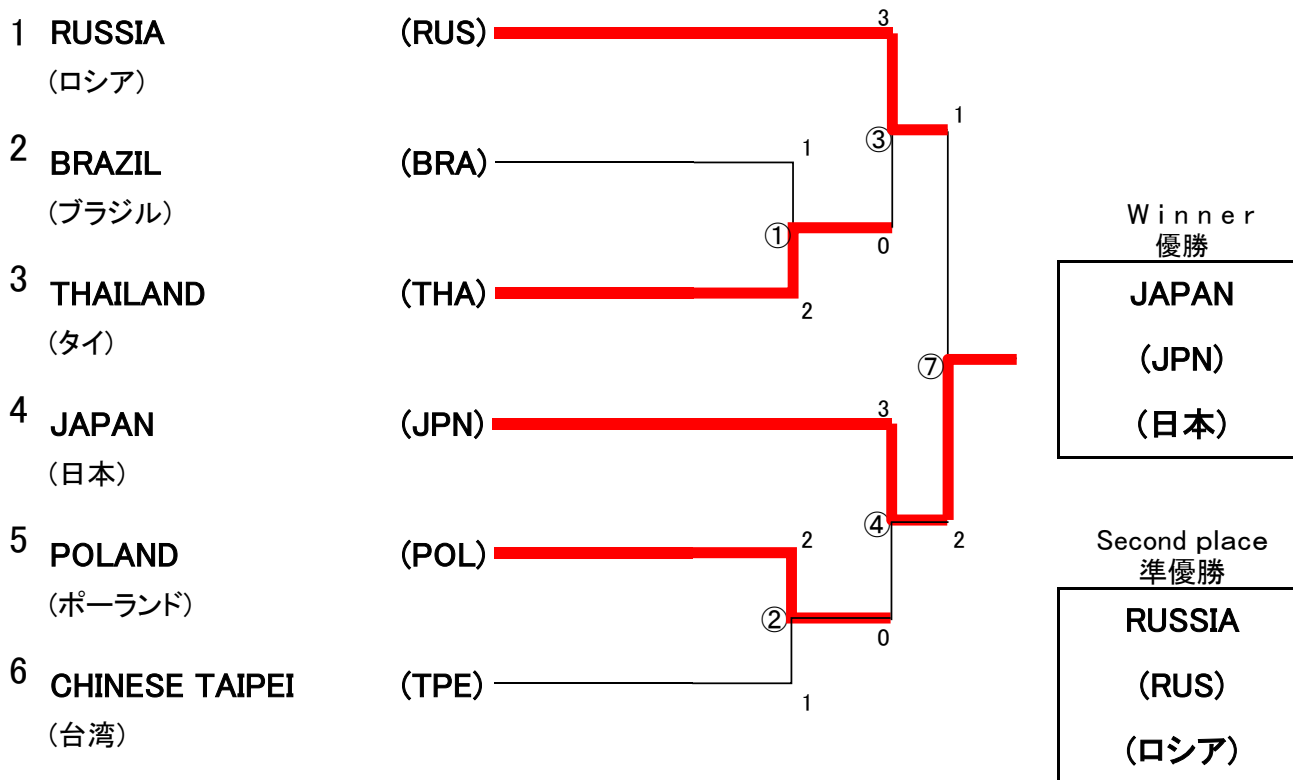 1 RUSSIA (RUS) 3
(ロシア)
1
③
2 BRAZIL (BRA) 1
(ブラジル)
① 0
3 THAILAND (THA) 2
(タイ)
⑦
4 JAPAN (JPN) 3
(日本)
④ 2
5 POLAND (POL) 2
(ポーランド)
② 0
6 CHINESE TAIPEI (TPE) 1
(台湾)
Winner
優勝
JAPAN
(JPN)
(日本)
Second place
準優勝
RUSSIA
(RUS)
(ロシア)